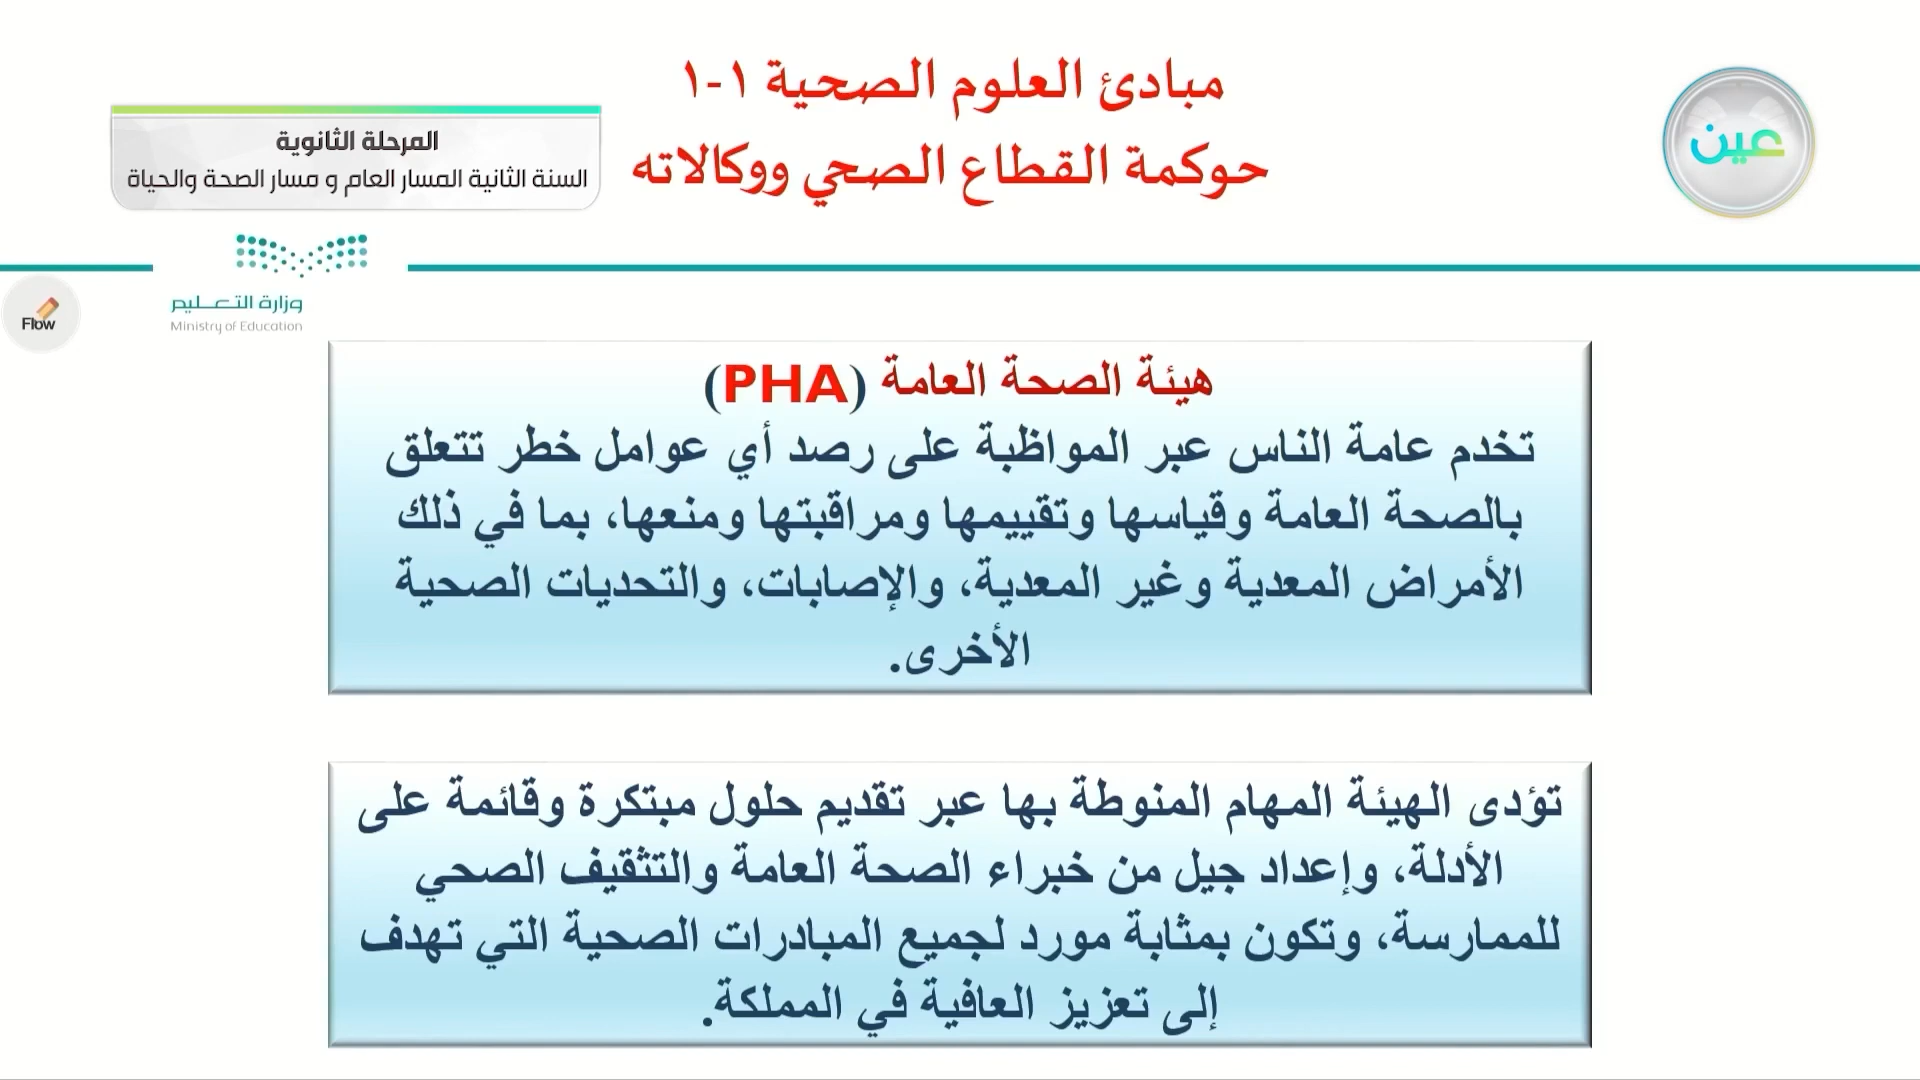 مبادئ العلوم الصحية ١-١
حوكمة القطاع الصحي ووكالاته
عين
المرحلة الثانوية
السنة الثانية المسار العام و مسار الصحة والحياة
وزارة التعليم
Ministry of Education
Flow
هيئة الصحة العامة (PHA)
تخدم عامة الناس عبر المواظبة على رصد أي عوامل خطر تتعلق
بالصحة العامة وقياسها وتقييمها ومراقبتها ومنعها، بما في ذلك
الأمراض المعدية وغير المعدية، والإصابات، والتحديات الصحية
الأخرى.
تؤدى الهيئة المهام المنوطة بها عبر تقديم حلول مبتكرة وقائمة على
الأدلة، وإعداد جيل من خبراء الصحة العامة والتثقيف الصحي
للممارسة، وتكون بمثابة مورد لجميع المبادرات الصحية التي تهدف
إلى تعزيز العافية في المملكة.